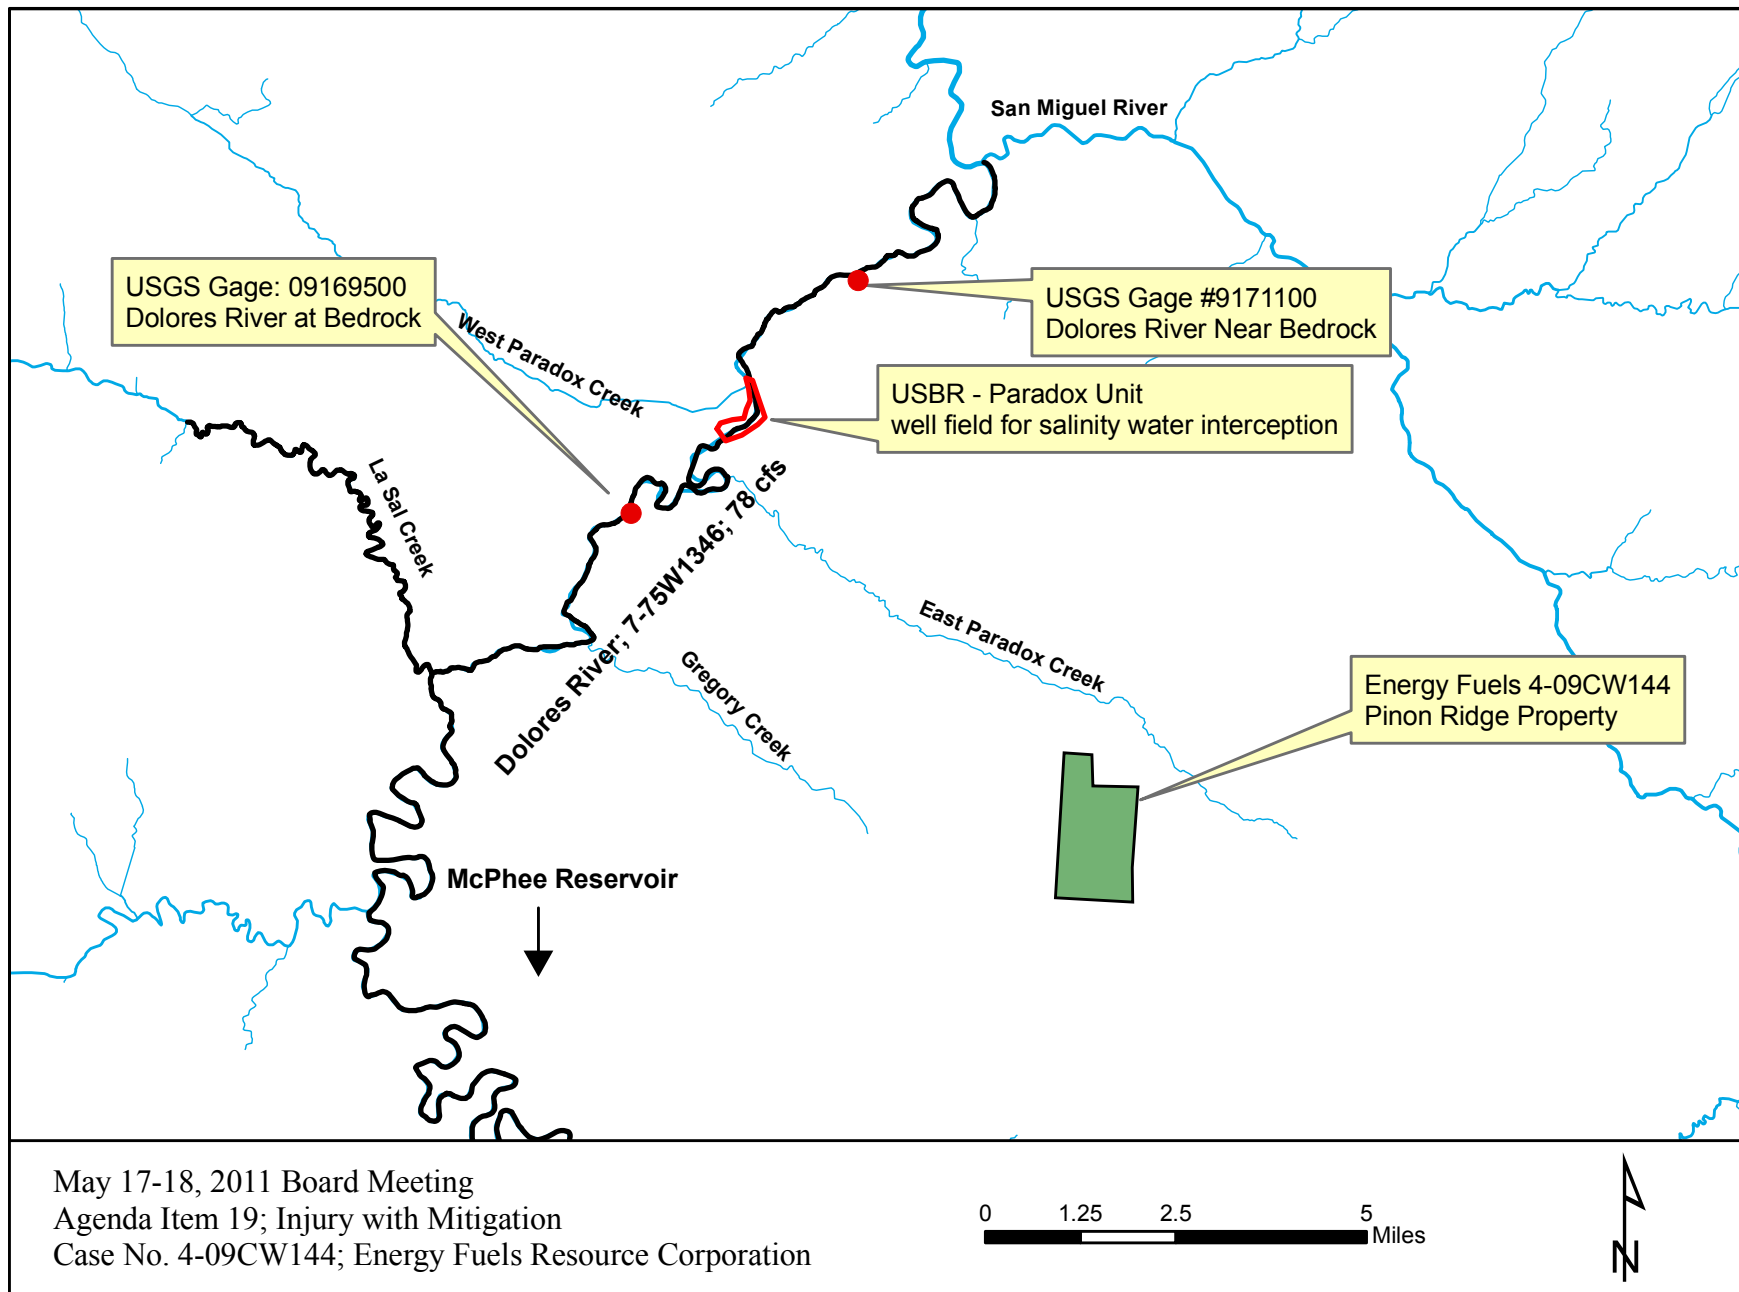 San Miguel River
USGS Gage: 09169500
Dolores River at Bedrock
USGS Gage #9171100
Dolores River Near Bedrock
West Paradox Creek
USBR - Paradox Unit
well field for salinity water interception
La Sal Creek
Dolores River; 7-75W1346; 78 cfs
East Paradox Creek
Gregory Creek
Energy Fuels 4-09CW144
Pinon Ridge Property
McPhee Reservoir
May 17-18, 2011 Board Meeting
Agenda Item 19; Injury with Mitigation
Case No. 4-09CW144; Energy Fuels Resource Corporation
0 1.25 2.5 5
Miles
N